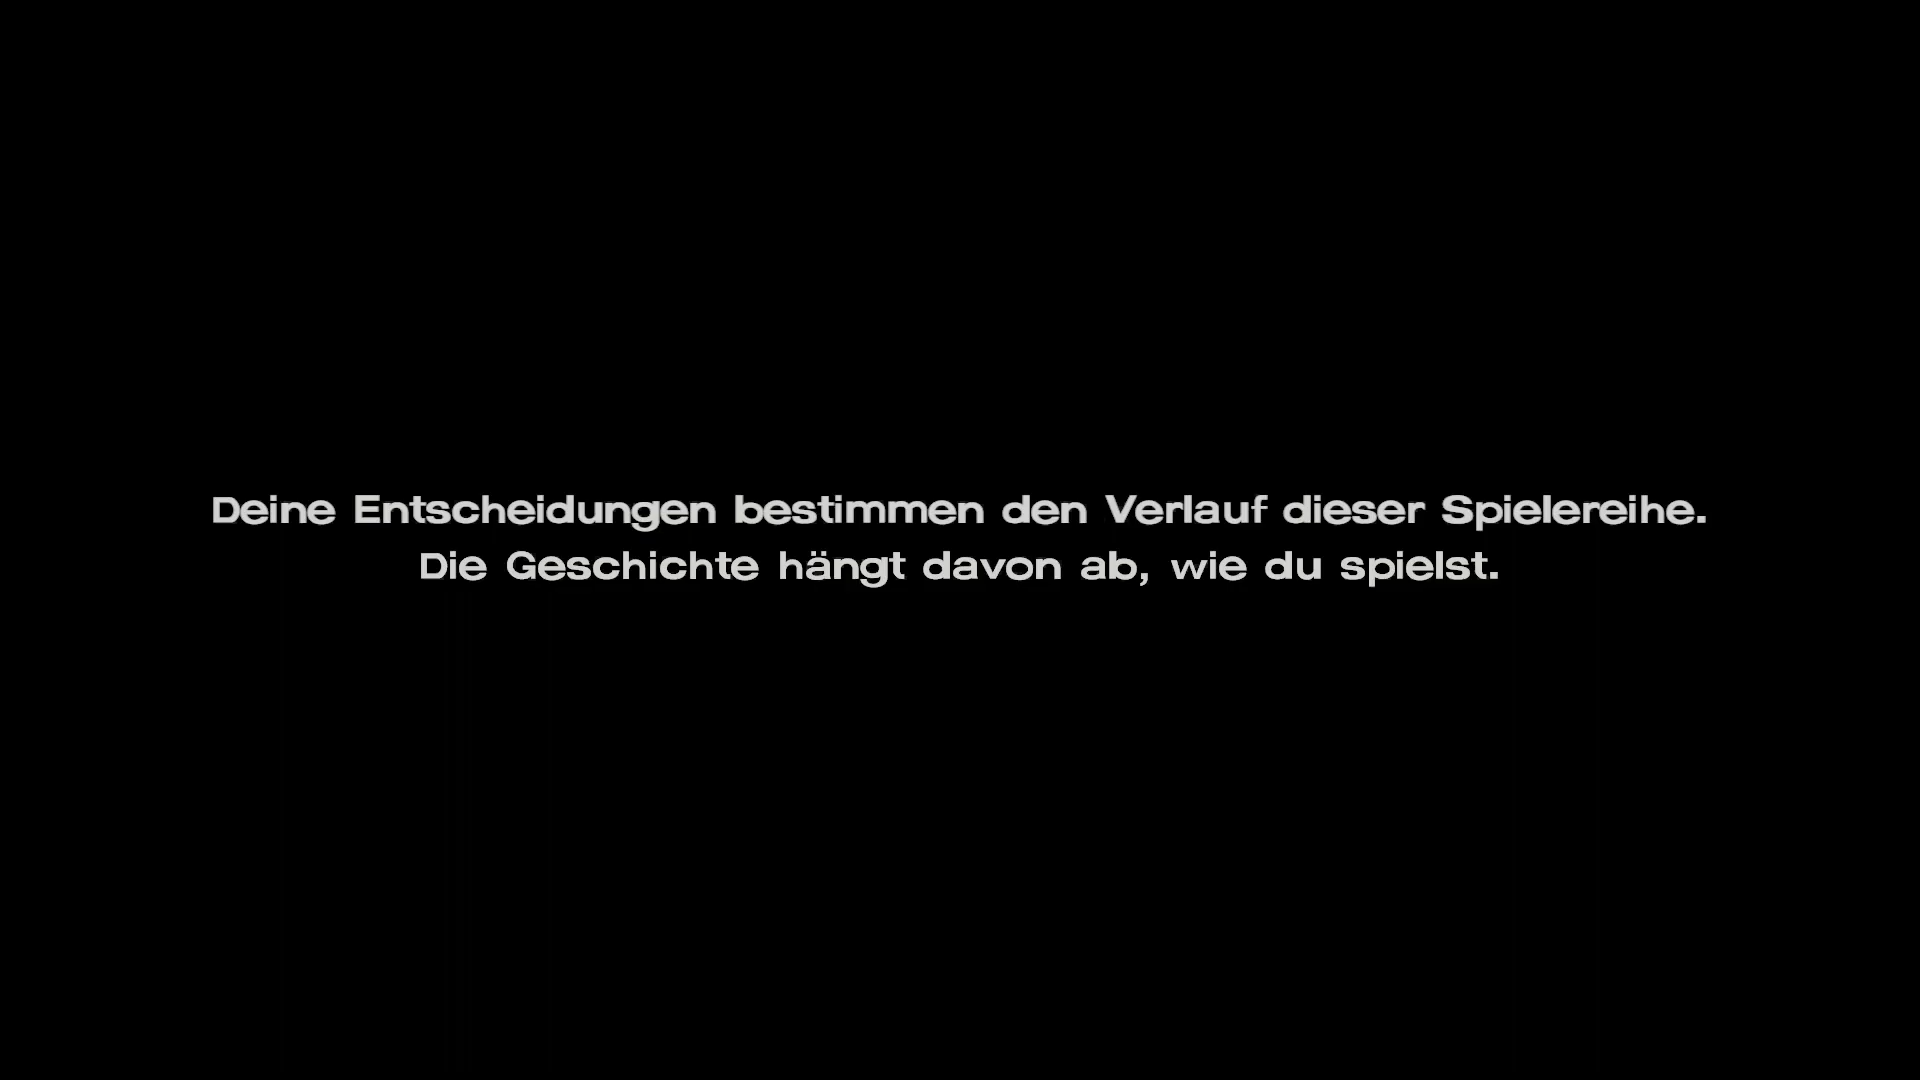 Deine Entscheidungen bestimmen den Verlauf dieser Spielereihe.
Die Geschichte hängt davon ab, wie du spielst.